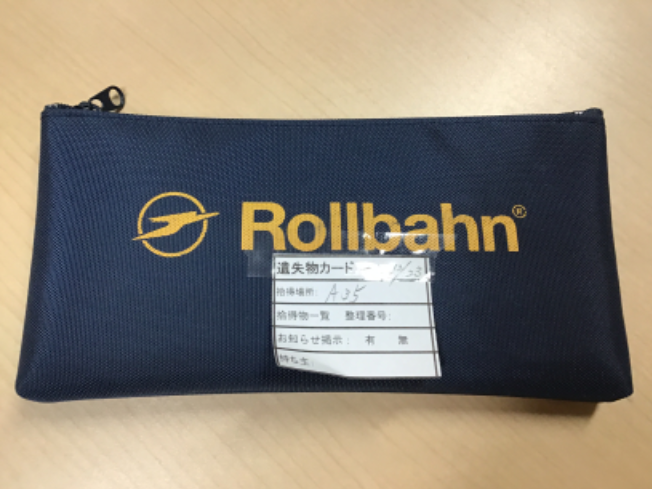 Rollbahn®
遺失物カード /23
拾得場所: A35
拾得物一覧 整理番号:
お知らせ掲示: 有 無
持ち主: